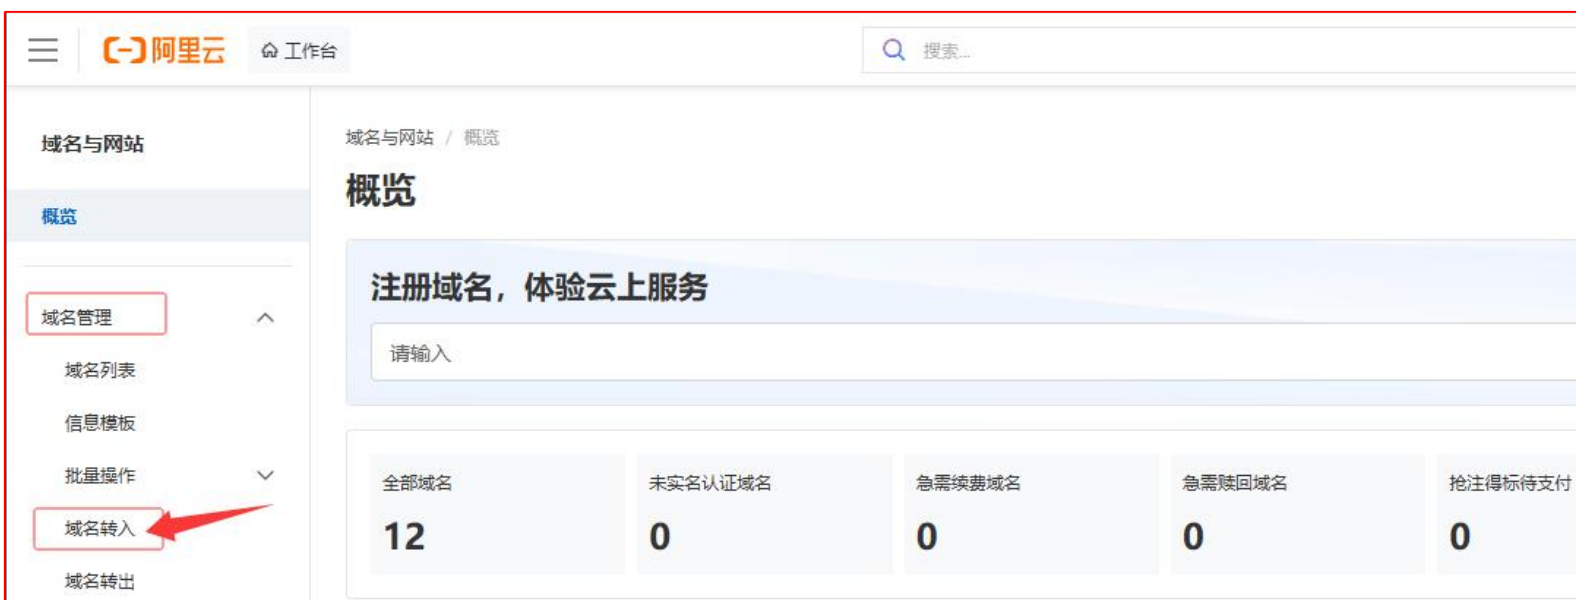 阿里云 工作台 搜索...
域名与网站
概览
域名管理
域名列表
信息模板
批量操作
域名转入
域名转出
域名与网站 / 概览
概览
注册域名，体验云上服务
请输入
全部域名 未实名认证域名 急需续费域名 急需赎回域名 抢注得标待支付
12 0 0 0 0